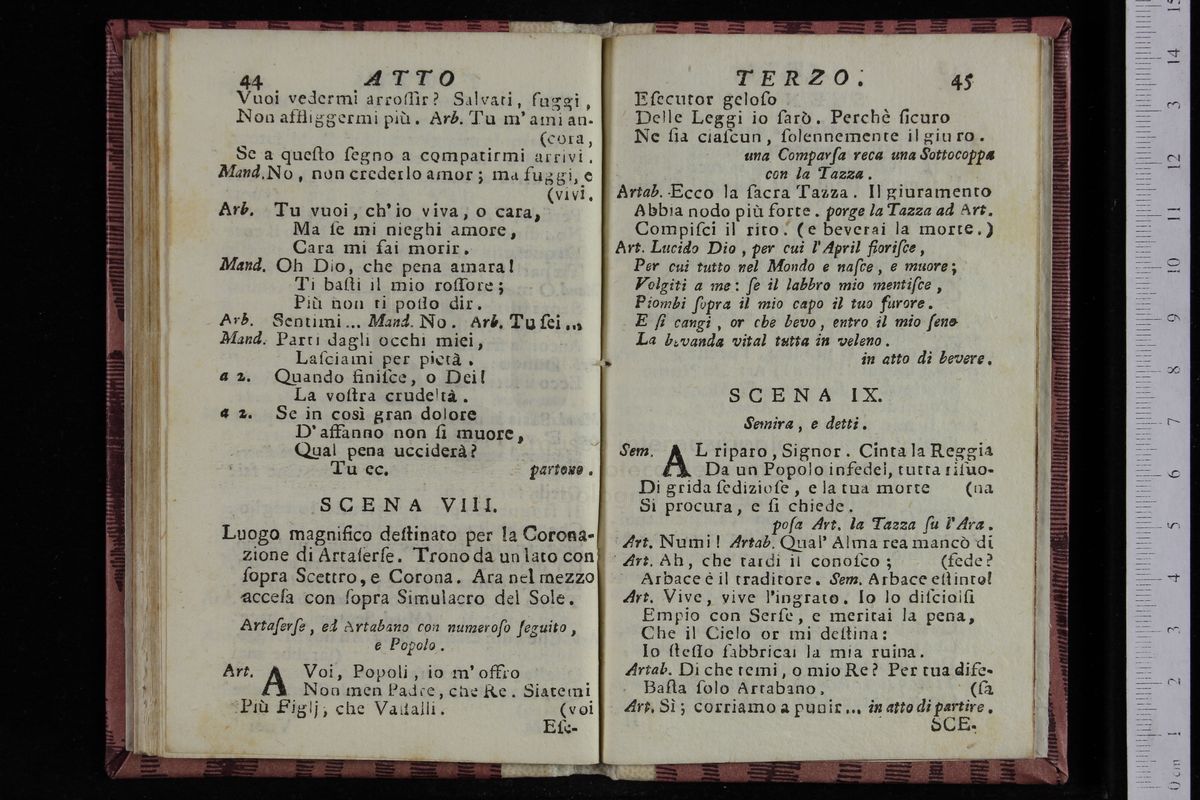 44 ATTO
Vuoi vedermi arroſſir? Salvati, fuggi,
Non affliggermi più. Arb. Tu m'ami an-
(cora,
Se a queſto ſegno a compatirmi arrivi.
Mand. No, non crederlo amor; ma fuggi, e
(vivi.
Arb. Tu vuoi, ch'io viva, o cara,
Ma ſe mi nieghi amore,
Cara mi fai morir.
Mand. Oh Dio, che pena amara!
Ti baſti il mio roſſore;
Più non ti poſſo dir.
Arb. Sentimi... Mand. No. Arb. Tu ſei...
Mand. Parti dagli occhi miei,
Laſciami per pietà.
a 2. Quando finiſce, o Dei!
La voſtra crudeltà.
a 2. Se in così gran dolore
D'affanno non ſi muore,
Qual pena ucciderà?
Tu ec. partono.
SCENA VIII.
Luogo magnifico deſtinato per la Corona-
zione di Artaſerſe. Trono da un lato con
ſopra Scettro, e Corona. Ara nel mezzo
acceſa con ſopra Simulacro del Sole.
Artaſerſe, ed Artabano con numeroſo ſeguito,
e Popolo.
Art. A Voi, Popoli, io m'offro
Non men Padre, che Re. Siatemi
Più Figlj, che Vaſſalli. (voi
Eſe-
TERZO. 45
Eſecutor geloſo
Delle Leggi io ſarò. Perchè ſicuro
Ne ſia ciaſcun, ſolennemente il giuro.
una Comparſa reca una Sottocoppa
con la Tazza.
Artab. Ecco la ſacra Tazza. Il giuramento
Abbia nodo più forte. porge la Tazza ad Art.
Compiſci il rito. (e beverai la morte.)
Art. Lucido Dio, per cui l'April fioriſce,
Per cui tutto nel Mondo e naſce, e muore;
Volgiti a me: ſe il labbro mio mentiſce,
Piombi ſopra il mio capo il tuo furore.
E ſi cangi, or che bevo, entro il mio ſeno
La bevanda vital tutta in veleno.
in atto di bevere.
SCENA IX.
Semira, e detti.
Sem. AL riparo, Signor. Cinta la Reggia
Da un Popolo infedel, tutta riſuo-
Di grida ſedizioſe, e la tua morte (na
Si procura, e ſi chiede.
poſa Art. la Tazza ſu l'Ara.
Art. Numi! Artab. Qual' Alma rea mancò di
Art. Ah, che tardi il conoſco; (fede?
Arbace è il traditore. Sem. Arbace eſtinto!
Art. Vive, vive l'ingrato. Io lo diſciolſi
Empio con Serſe, e meritai la pena,
Che il Cielo or mi deſtina:
Io ſteſſo fabbricai la mia ruina.
Artab. Di che temi, o mio Re? Per tua dife-
Baſta ſolo Artabano. (ſa
Art. Sì; corriamo a punir... in atto di partire.
SCE-
0 cm 1 2 3 4 5 6 7 8 9 10 11 12 13 14 15